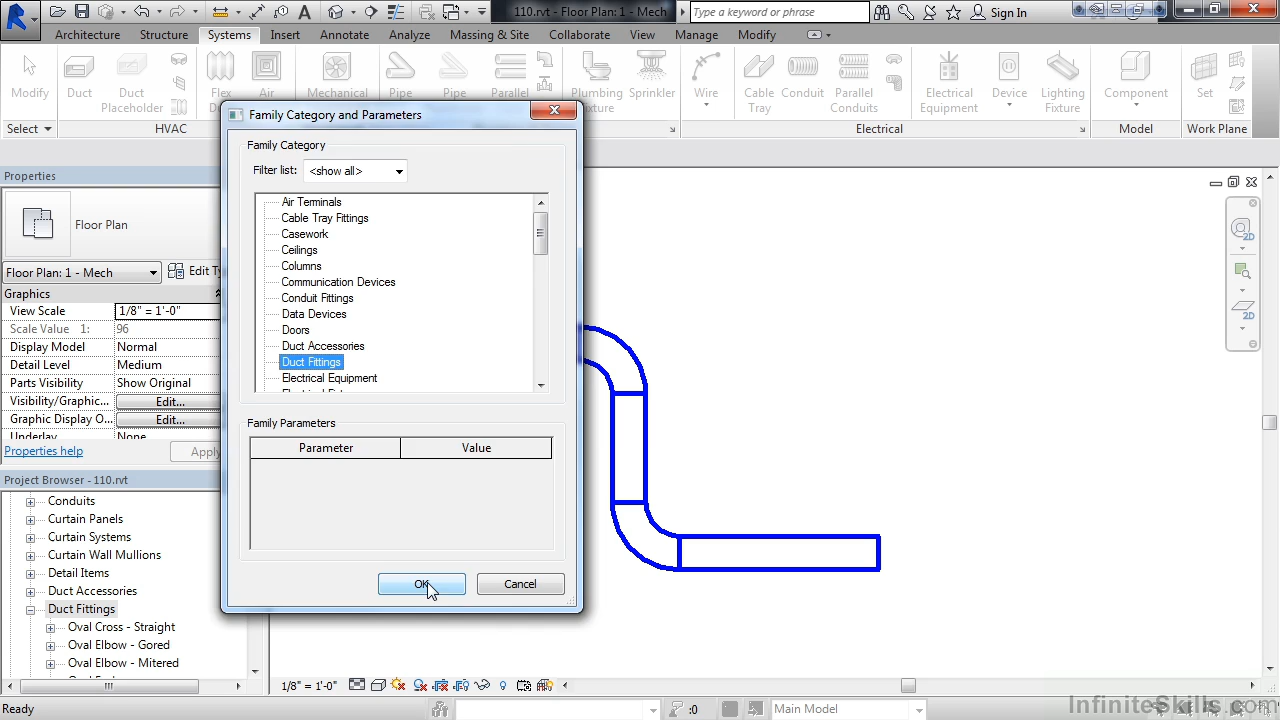 110.rvt - Floor Plan: 1 - Mech
Type a keyword or phrase
Sign In
Architecture Structure Systems Insert Annotate Analyze Massing & Site Collaborate View Manage Modify
Modify
Duct
Duct Placeholder
Flex
Air
Mechanical
Pipe
Pipe
Parallel
Plumbing
Sprinkler
Wire
Cable Tray
Conduit
Parallel Conduits
Electrical Equipment
Device
Lighting Fixture
Component
Set
Select
HVAC
Electrical
Model
Work Plane
Family Category and Parameters
Family Category
Filter list: <show all>
Air Terminals
Cable Tray Fittings
Casework
Ceilings
Columns
Communication Devices
Conduit Fittings
Data Devices
Doors
Duct Accessories
Duct Fittings
Electrical Equipment
Family Parameters
Parameter Value
OK Cancel
Properties
Floor Plan
Floor Plan: 1 - Mech
Graphics
View Scale 1/8" = 1'-0"
Scale Value 1: 96
Display Model Normal
Detail Level Medium
Parts Visibility Show Original
Visibility/Graphic... Edit...
Graphic Display O... Edit...
Underlay None
Properties help Apply
Project Browser - 110.rvt
Conduits
Curtain Panels
Curtain Systems
Curtain Wall Mullions
Detail Items
Duct Accessories
Duct Fittings
Oval Cross - Straight
Oval Elbow - Gored
Oval Elbow - Mitered
2D
2D
1/8" = 1'-0"
Ready
:0
Main Model
InfiniteSkills.com